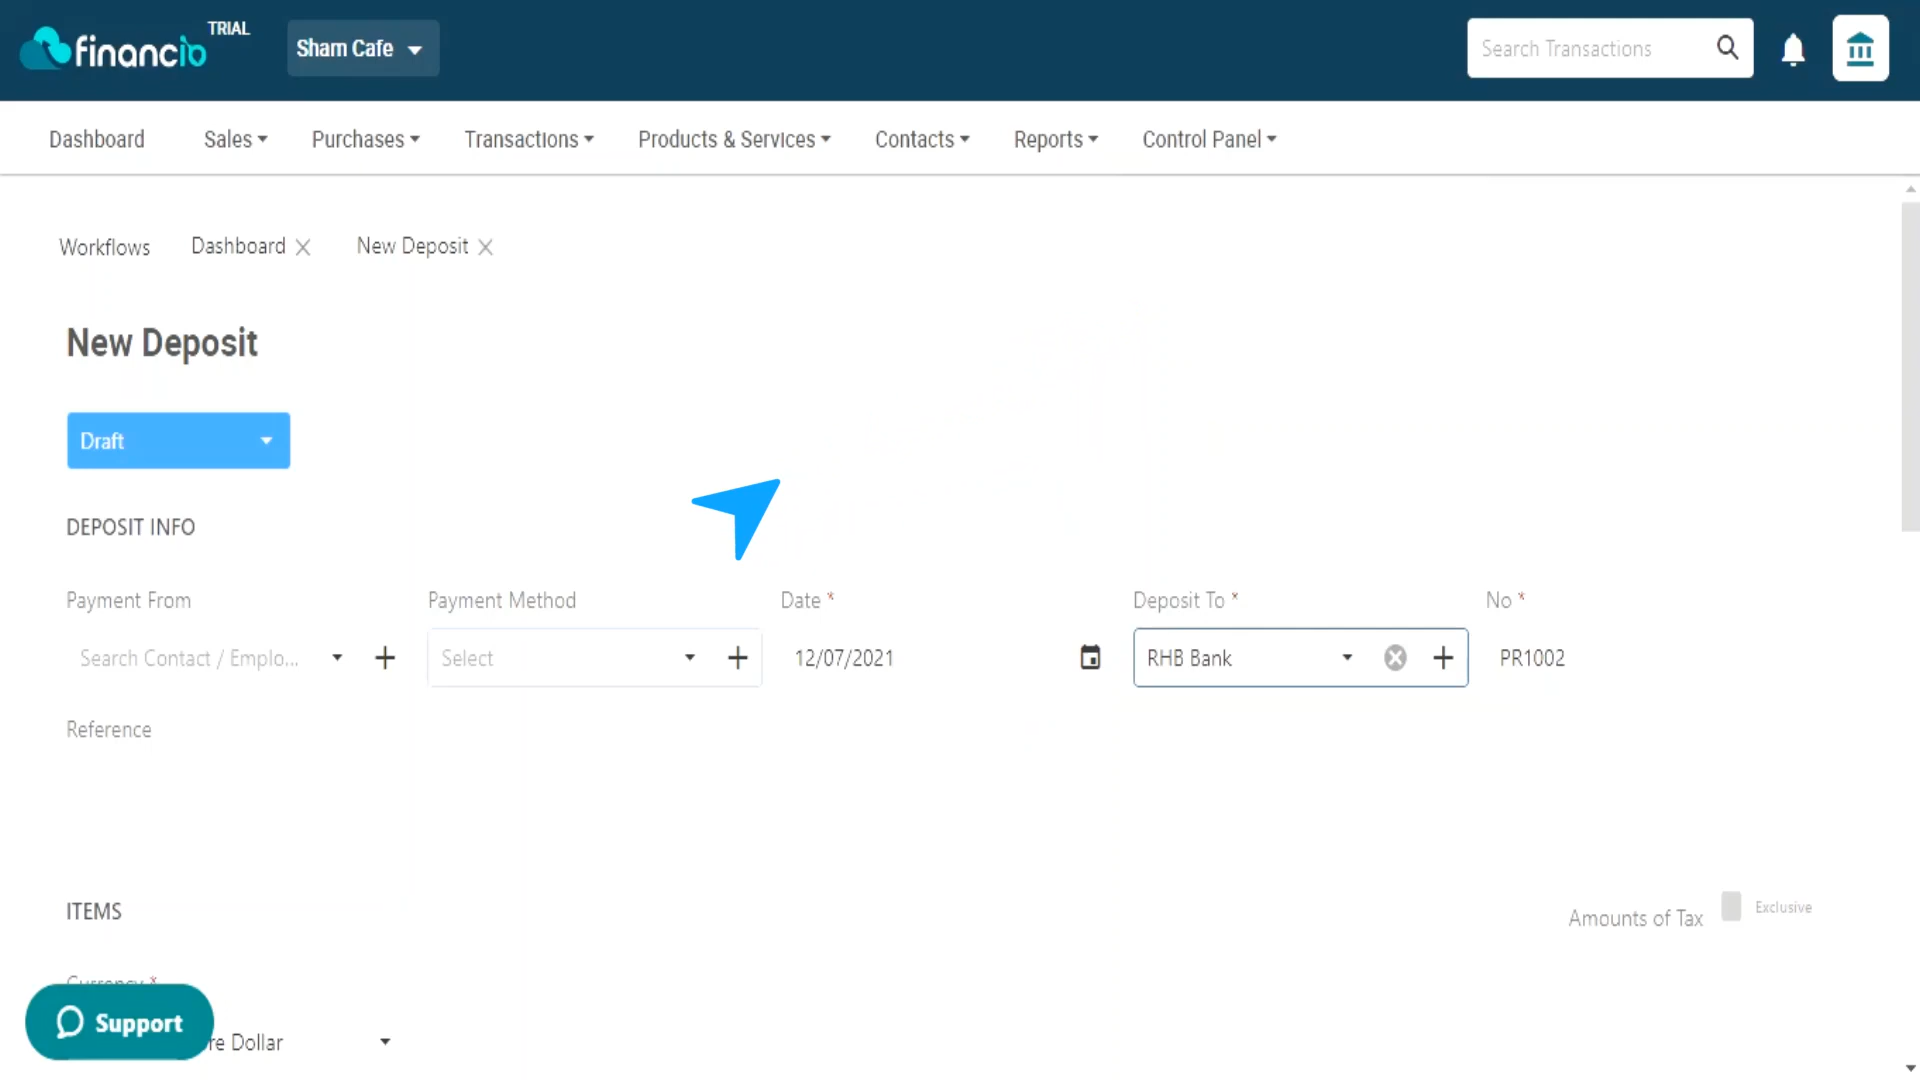 financio TRIAL
Sham Cafe
Search Transactions
Dashboard Sales Purchases Transactions Products & Services Contacts Reports Control Panel
Workflows Dashboard New Deposit
New Deposit
Draft
DEPOSIT INFO
Payment From Payment Method Date * Deposit To * No *
Search Contact / Emplo... Select 12/07/2021 RHB Bank PR1002
Reference
ITEMS
Amounts of Tax Exclusive
Currency *
re Dollar
Support